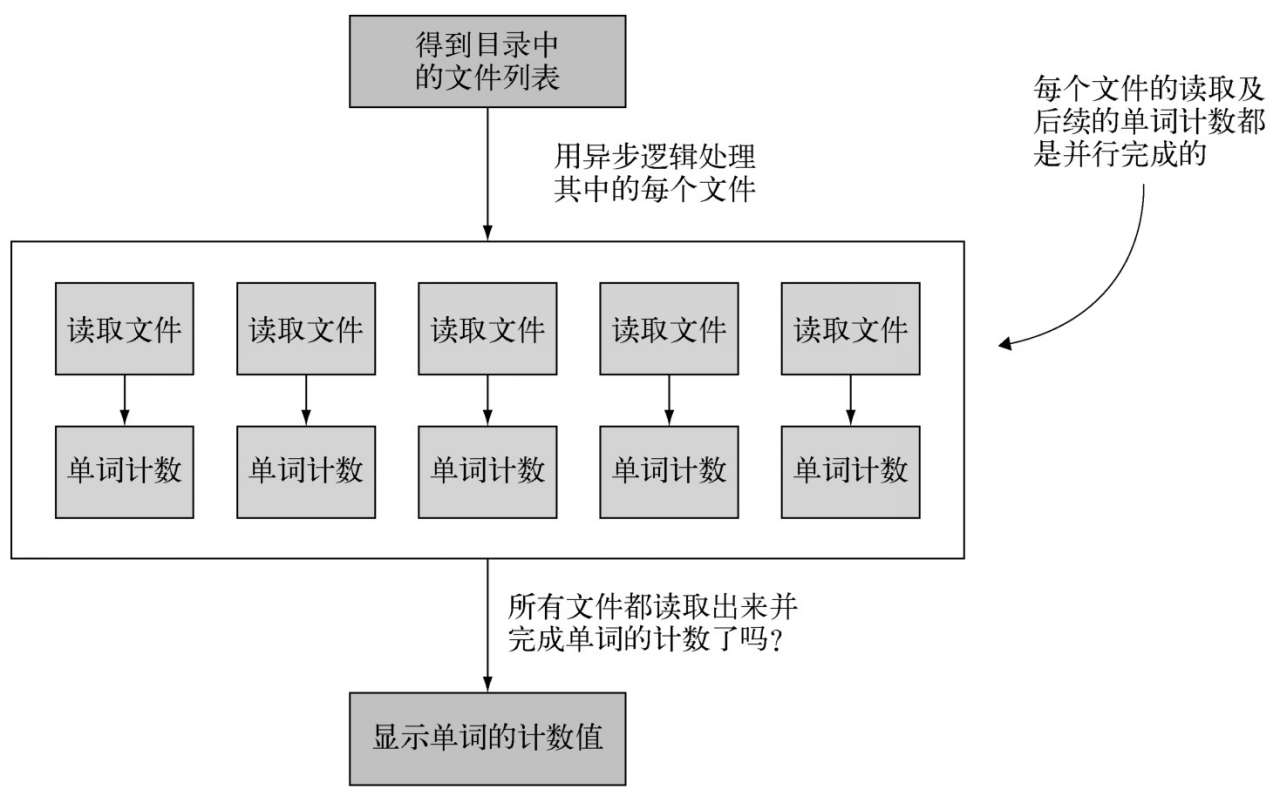 得到目录中
的文件列表
每个文件的读取及
后续的单词计数都
是并行完成的
用异步逻辑处理
其中的每个文件
读取文件
读取文件
读取文件
读取文件
读取文件
单词计数
单词计数
单词计数
单词计数
单词计数
所有文件都读取出来并
完成单词的计数了吗?
显示单词的计数值